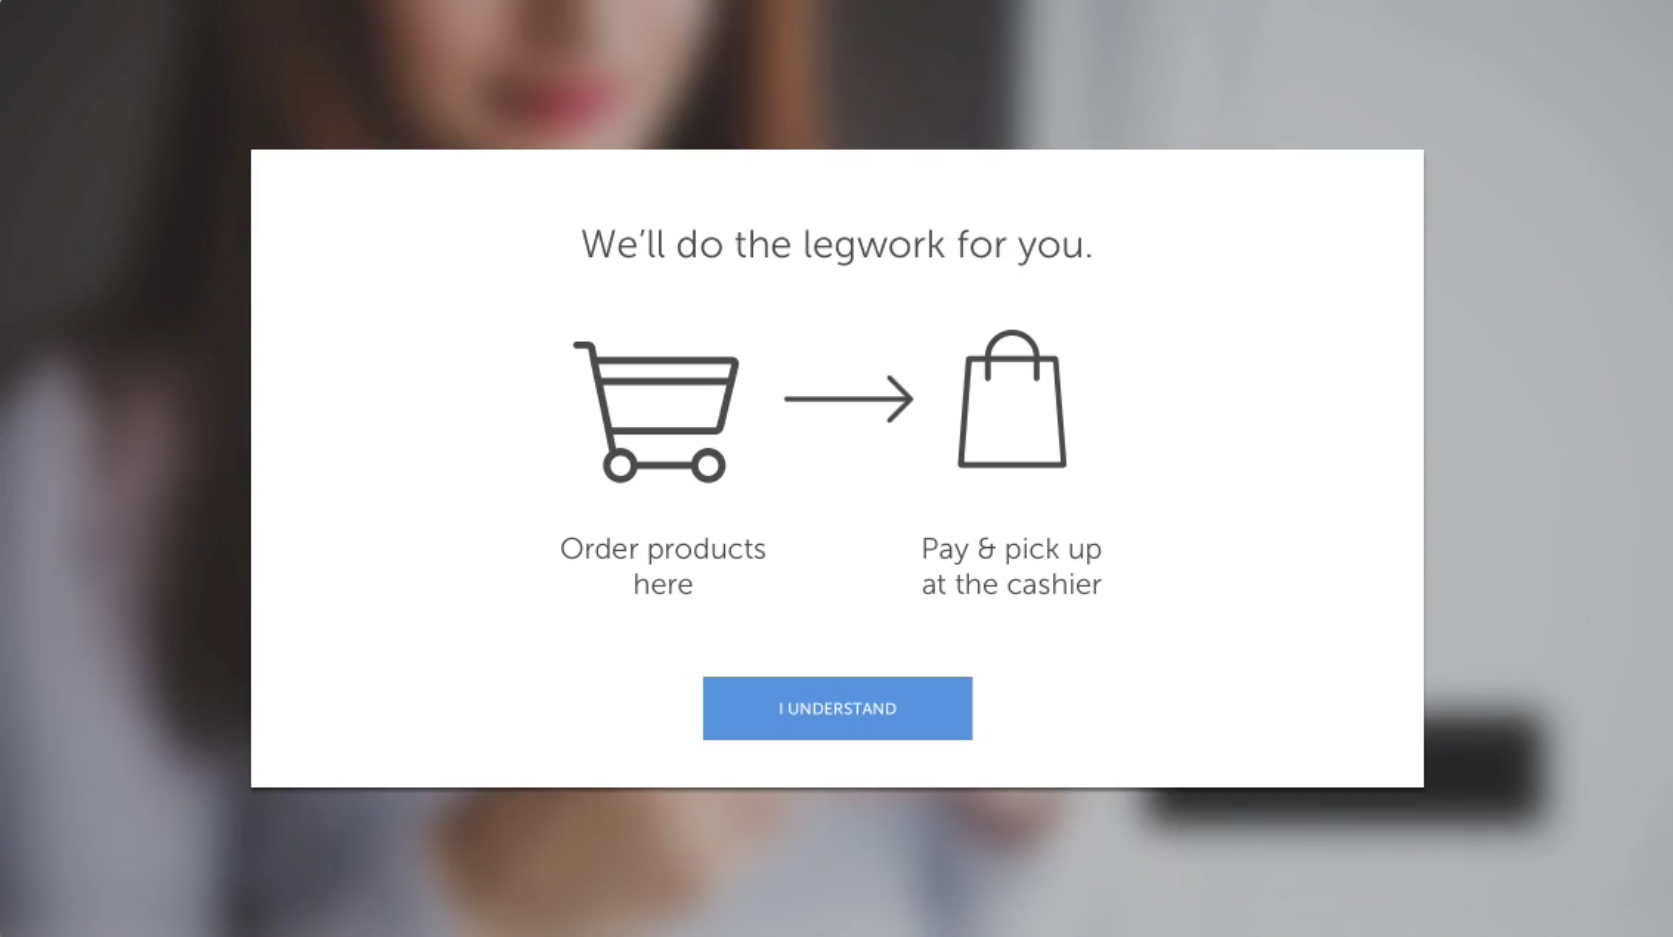 We’ll do the legwork for you.
Order products
here
Pay & pick up
at the cashier
I UNDERSTAND